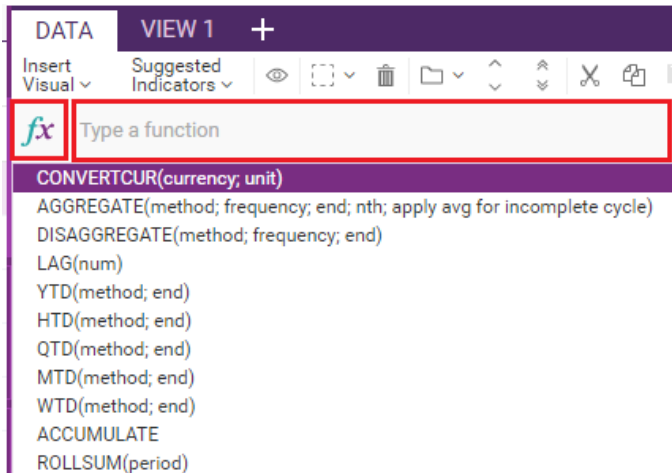 DATA VIEW 1 +
Insert Suggested
Visual Indicators
fx Type a function
CONVERTCUR(currency; unit)
AGGREGATE(method; frequency; end; nth; apply avg for incomplete cycle)
DISAGGREGATE(method; frequency; end)
LAG(num)
YTD(method; end)
HTD(method; end)
QTD(method; end)
MTD(method; end)
WTD(method; end)
ACCUMULATE
ROLLSUM(period)